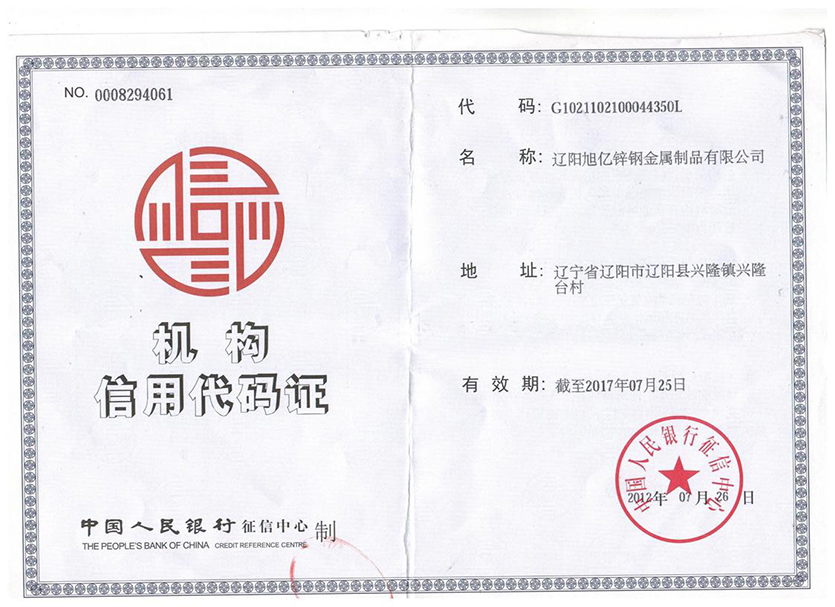 NO. 0008294061
机构
信用代码证
中国人民银行征信中心 制
THE PEOPLE'S BANK OF CHINA CREDIT REFERENCE CENTRE
代 码: G1021102100044350L
名 称: 辽阳旭亿锌钢金属制品有限公司
地 址: 辽宁省辽阳市辽阳县兴隆镇兴隆
台村
有 效 期: 截至2017年07月25日
中国人民银行征信中心
2012年 07月 26 日